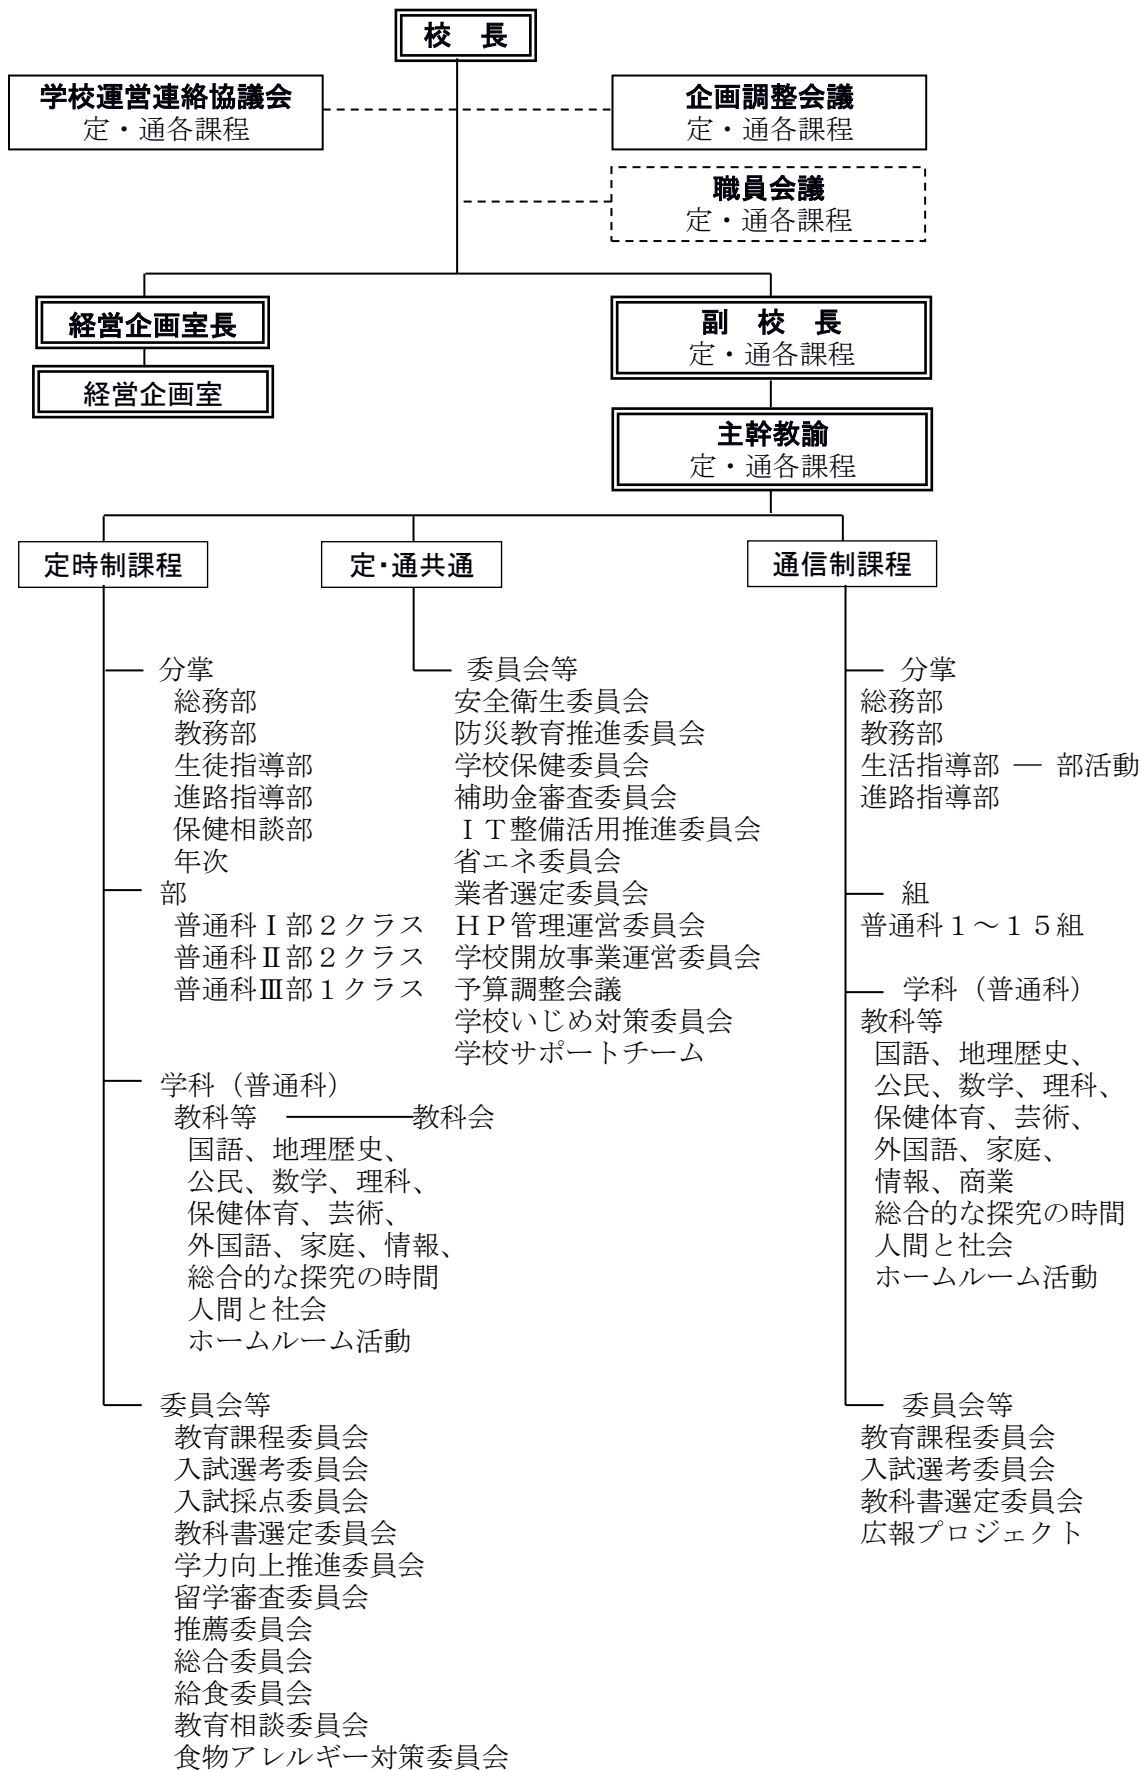 校　長
学校運営連絡協議会
定・通各課程
企画調整会議
定・通各課程
職員会議
定・通各課程
経営企画室長
経営企画室
副　校　長
定・通各課程
主幹教諭
定・通各課程
定時制課程
分掌
総務部
教務部
生徒指導部
進路指導部
保健相談部
年次
部
普通科Ⅰ部２クラス
普通科Ⅱ部２クラス
普通科Ⅲ部１クラス
学科（普通科）
教科等 ―――― 教科会
国語、地理歴史、
公民、数学、理科、
保健体育、芸術、
外国語、家庭、情報、
総合的な探究の時間
人間と社会
ホームルーム活動
委員会等
教育課程委員会
入試選考委員会
入試採点委員会
教科書選定委員会
学力向上推進委員会
留学審査委員会
推薦委員会
総合委員会
給食委員会
教育相談委員会
食物アレルギー対策委員会
定・通共通
委員会等
安全衛生委員会
防災教育推進委員会
学校保健委員会
補助金審査委員会
ＩＴ整備活用推進委員会
省エネ委員会
業者選定委員会
ＨＰ管理運営委員会
学校開放事業運営委員会
予算調整会議
学校いじめ対策委員会
学校サポートチーム
通信制課程
分掌
総務部
教務部
生活指導部 ― 部活動
進路指導部
組
普通科１～１５組
学科（普通科）
教科等
国語、地理歴史、
公民、数学、理科、
保健体育、芸術、
外国語、家庭、
情報、商業
総合的な探究の時間
人間と社会
ホームルーム活動
委員会等
教育課程委員会
入試選考委員会
教科書選定委員会
広報プロジェクト